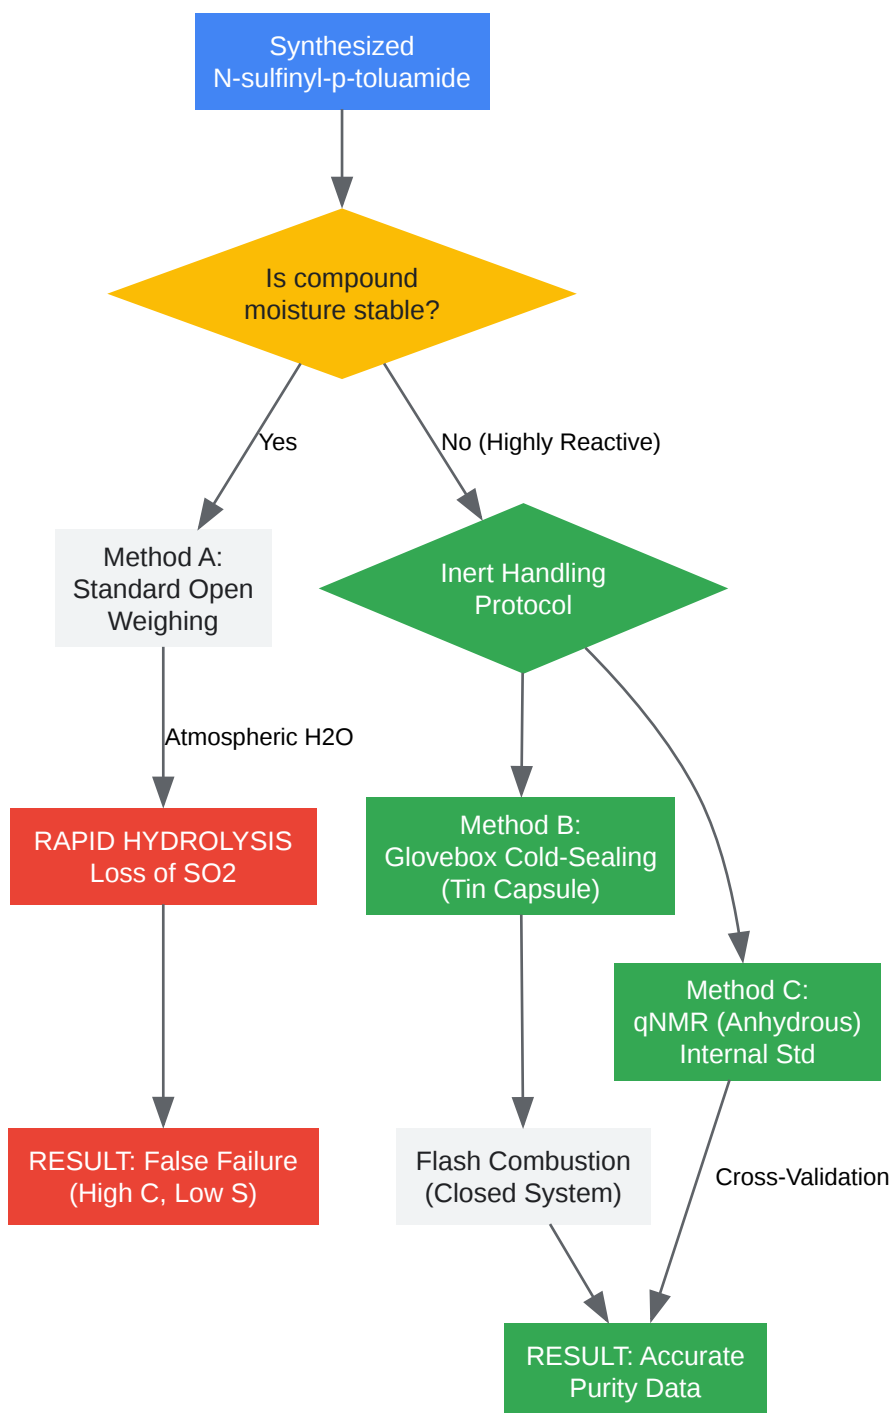 Synthesized
N-sulfinyl-p-toluamide
Is compound
moisture stable?
Yes
No (Highly Reactive)
Method A:
Standard Open
Weighing
Inert Handling
Protocol
Atmospheric H2O
RAPID HYDROLYSIS
Loss of SO2
Method B:
Glovebox Cold-Sealing
(Tin Capsule)
Method C:
qNMR (Anhydrous)
Internal Std
RESULT: False Failure
(High C, Low S)
Flash Combustion
(Closed System)
Cross-Validation
RESULT: Accurate
Purity Data